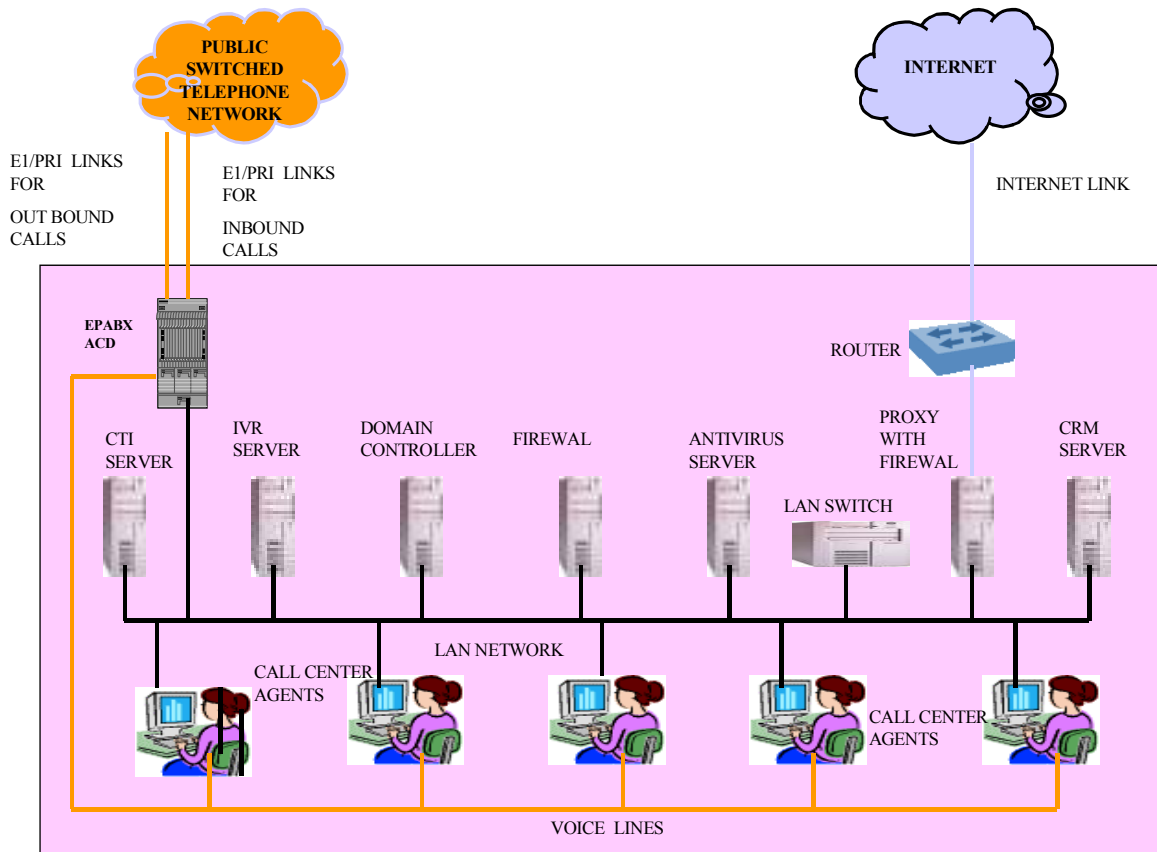 PUBLIC
SWITCHED
TELEPHONE
NETWORK
INTERNET
E1/PRI LINKS
FOR
OUT BOUND
CALLS
E1/PRI LINKS
FOR
INBOUND
CALLS
INTERNET LINK
EPABX
ACD
ROUTER
CTI
SERVER
IVR
SERVER
DOMAIN
CONTROLLER
FIREWAL
ANTIVIRUS
SERVER
LAN SWITCH
PROXY
WITH
FIREWAL
CRM
SERVER
LAN NETWORK
CALL CENTER
AGENTS
CALL CENTER
AGENTS
VOICE LINES